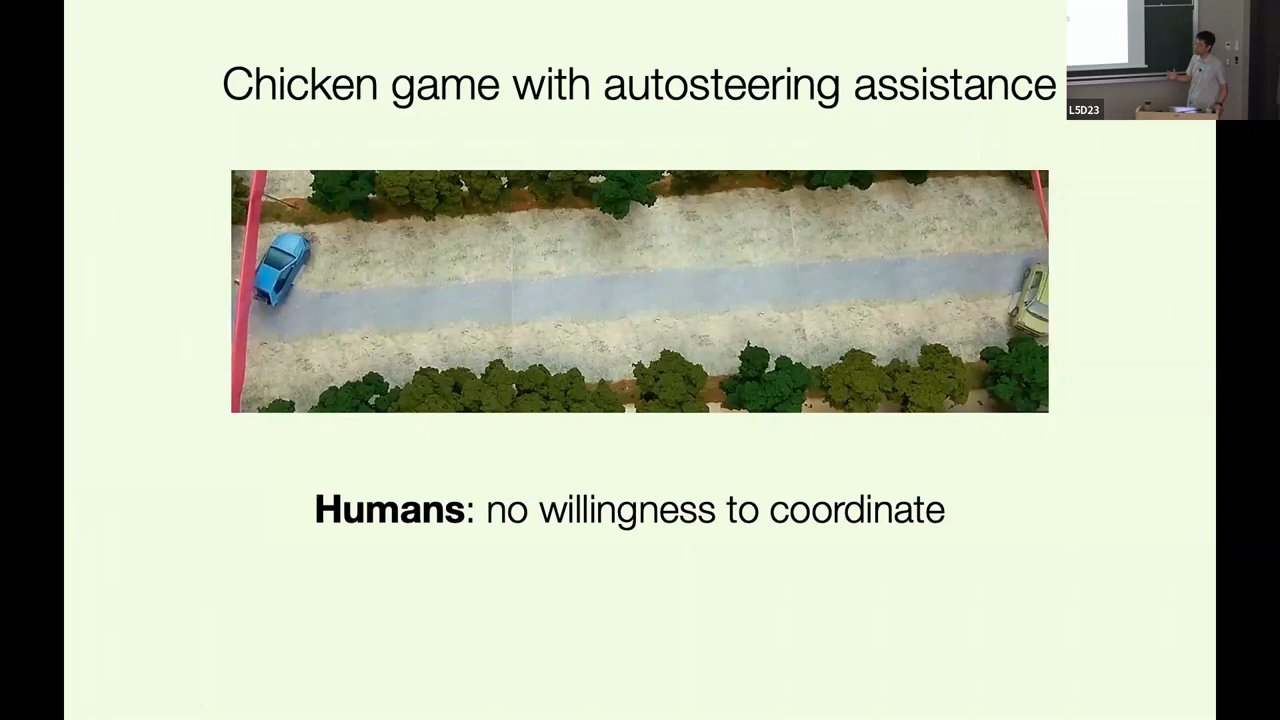 Chicken game with autosteering assistance
L5D23
Humans: no willingness to coordinate